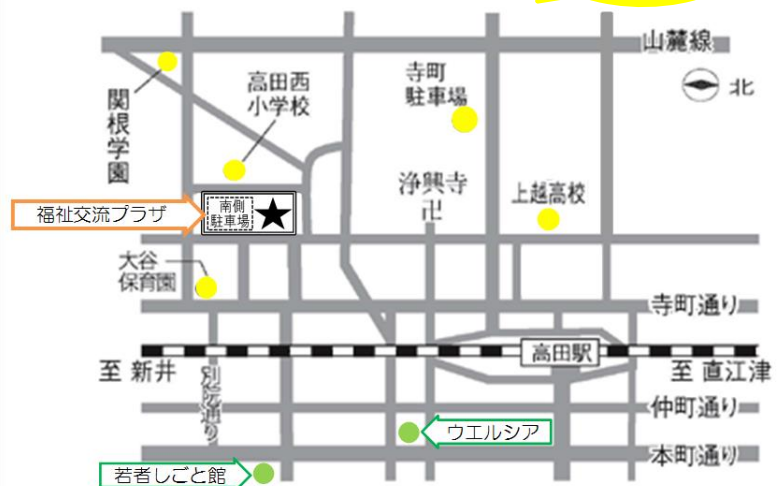 山麓線
北
関根学園
高田西
小学校
寺町
駐車場
浄興寺
卍
上越高校
福祉交流プラザ
南側
駐車場
大谷
保育園
寺町通り
高田駅
至 新井
至 直江津
別院通り
仲町通り
ウエルシア
本町通り
若者しごと館